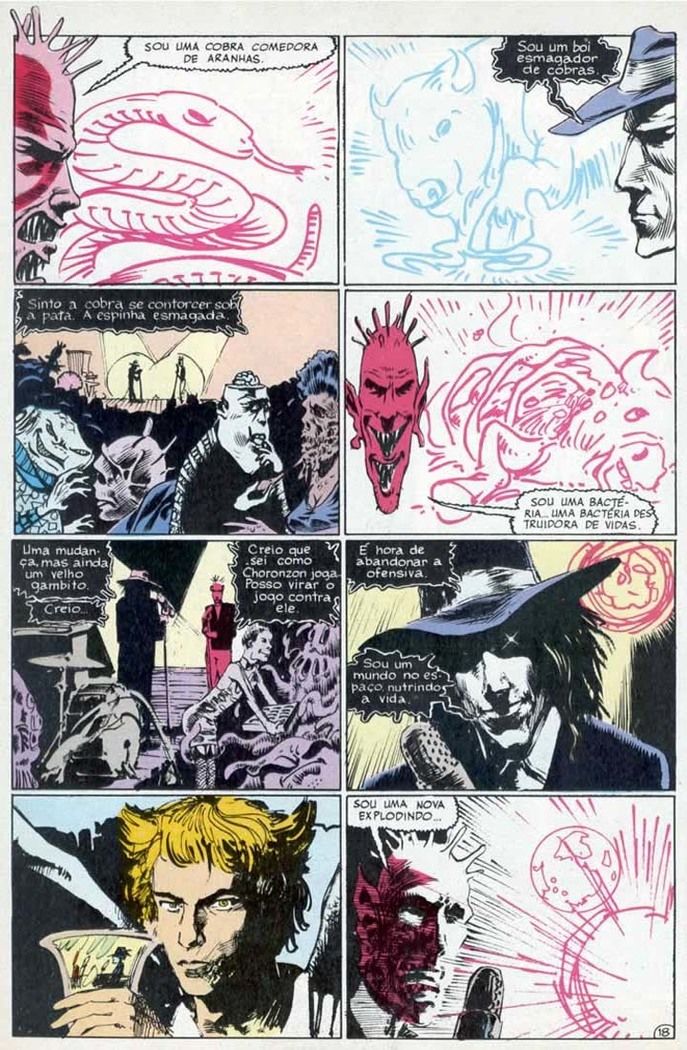 SOU UMA COBRA COMEDORA
DE ARANHAS.
Sou um boi
esmagador
de cobras.
Sinto a cobra se contorcer sob
a pata. A espinha esmagada.
SOU UMA BACTÉ-
RIA... UMA BACTÉRIA DES
TRUIDORA DE VIDAS.
Uma mudan-
ça, mas ainda
um velho
gambito.
Creio...
Creio que
sei como
Choronzon joga.
Posso virar o
jogo contra
ele.
É hora de
abandonar a
ofensiva.
Sou um
mundo no es-
paço, nutrindo
a vida.
SOU UMA NOVA
EXPLODINDO...
18